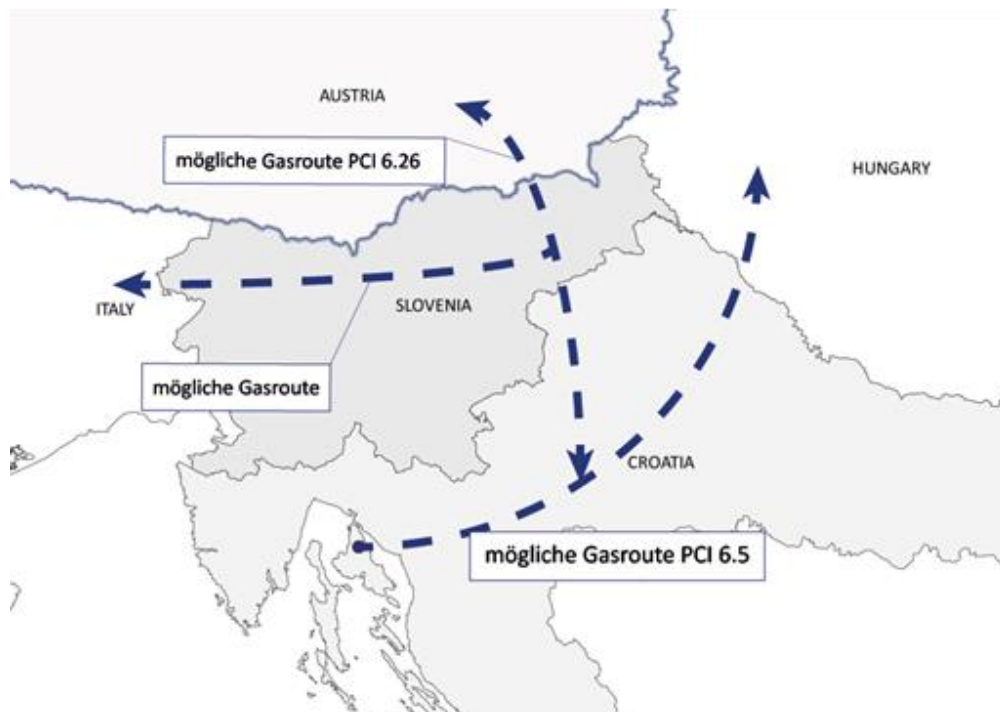 AUSTRIA
mögliche Gasroute PCI 6.26
HUNGARY
ITALY
SLOVENIA
mögliche Gasroute
CROATIA
mögliche Gasroute PCI 6.5